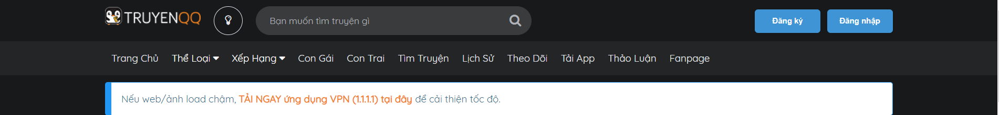 TRUYENQQ
Bạn muốn tìm truyện gì
Đăng ký
Đăng nhập
Trang Chủ Thể Loại Xếp Hạng Con Gái Con Trai Tìm Truyện Lịch Sử Theo Dõi Tải App Thảo Luận Fanpage
Nếu web/ảnh load chậm, TẢI NGAY ứng dụng VPN (1.1.1.1) tại đây để cải thiện tốc độ.